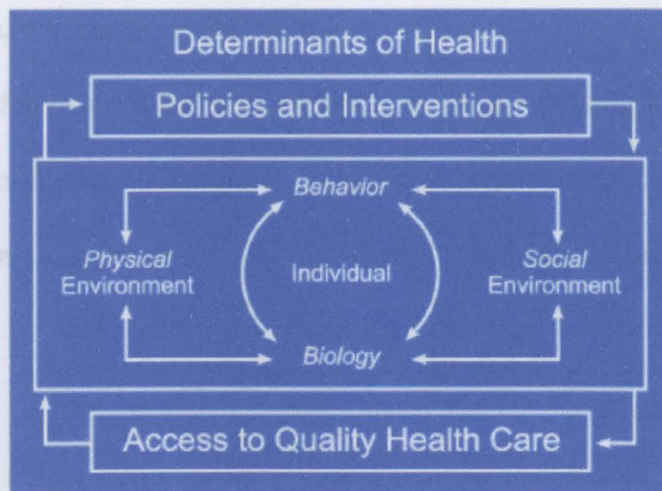 Determinants of Health
Policies and Interventions
Behavior
Physical
Environment
Individual
Social
Environment
Biology
Access to Quality Health Care